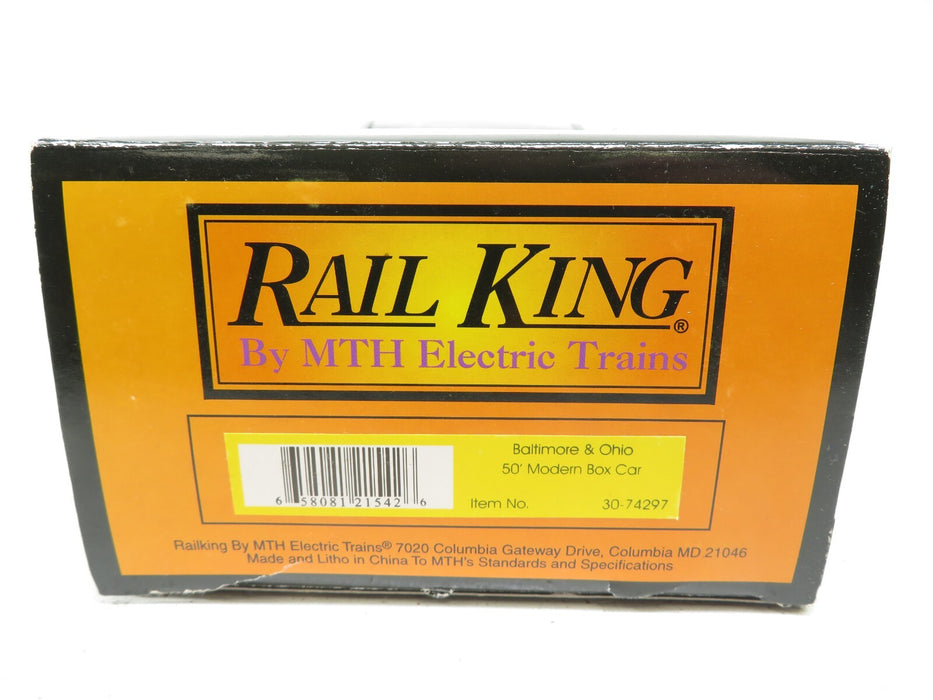 RAIL KING®
By MTH Electric Trains
Baltimore & Ohio
50' Modern Box Car
6 58081 21542 6
Item No. 30-74297
Railking By MTH Electric Trains® 7020 Columbia Gateway Drive, Columbia MD 21046
Made and Litho in China To MTH's Standards and Specifications